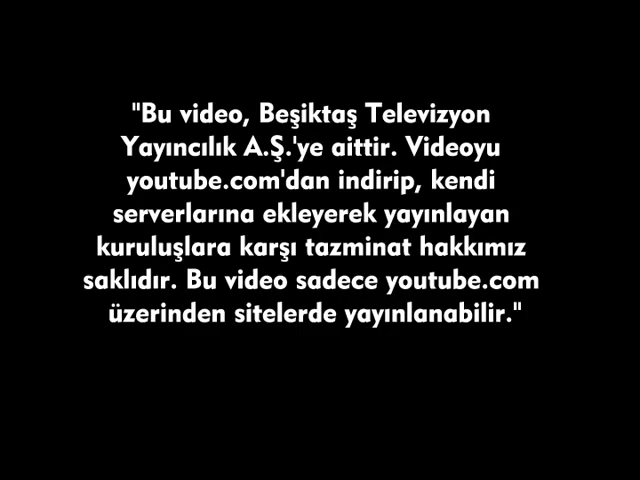 "Bu video, Beşiktaş Televizyon
Yayıncılık A.Ş.'ye aittir. Videoyu
youtube.com'dan indirip, kendi
serverlarına ekleyerek yayınlayan
kuruluşlara karşı tazminat hakkımız
saklıdır. Bu video sadece youtube.com
üzerinden sitelerde yayınlanabilir."